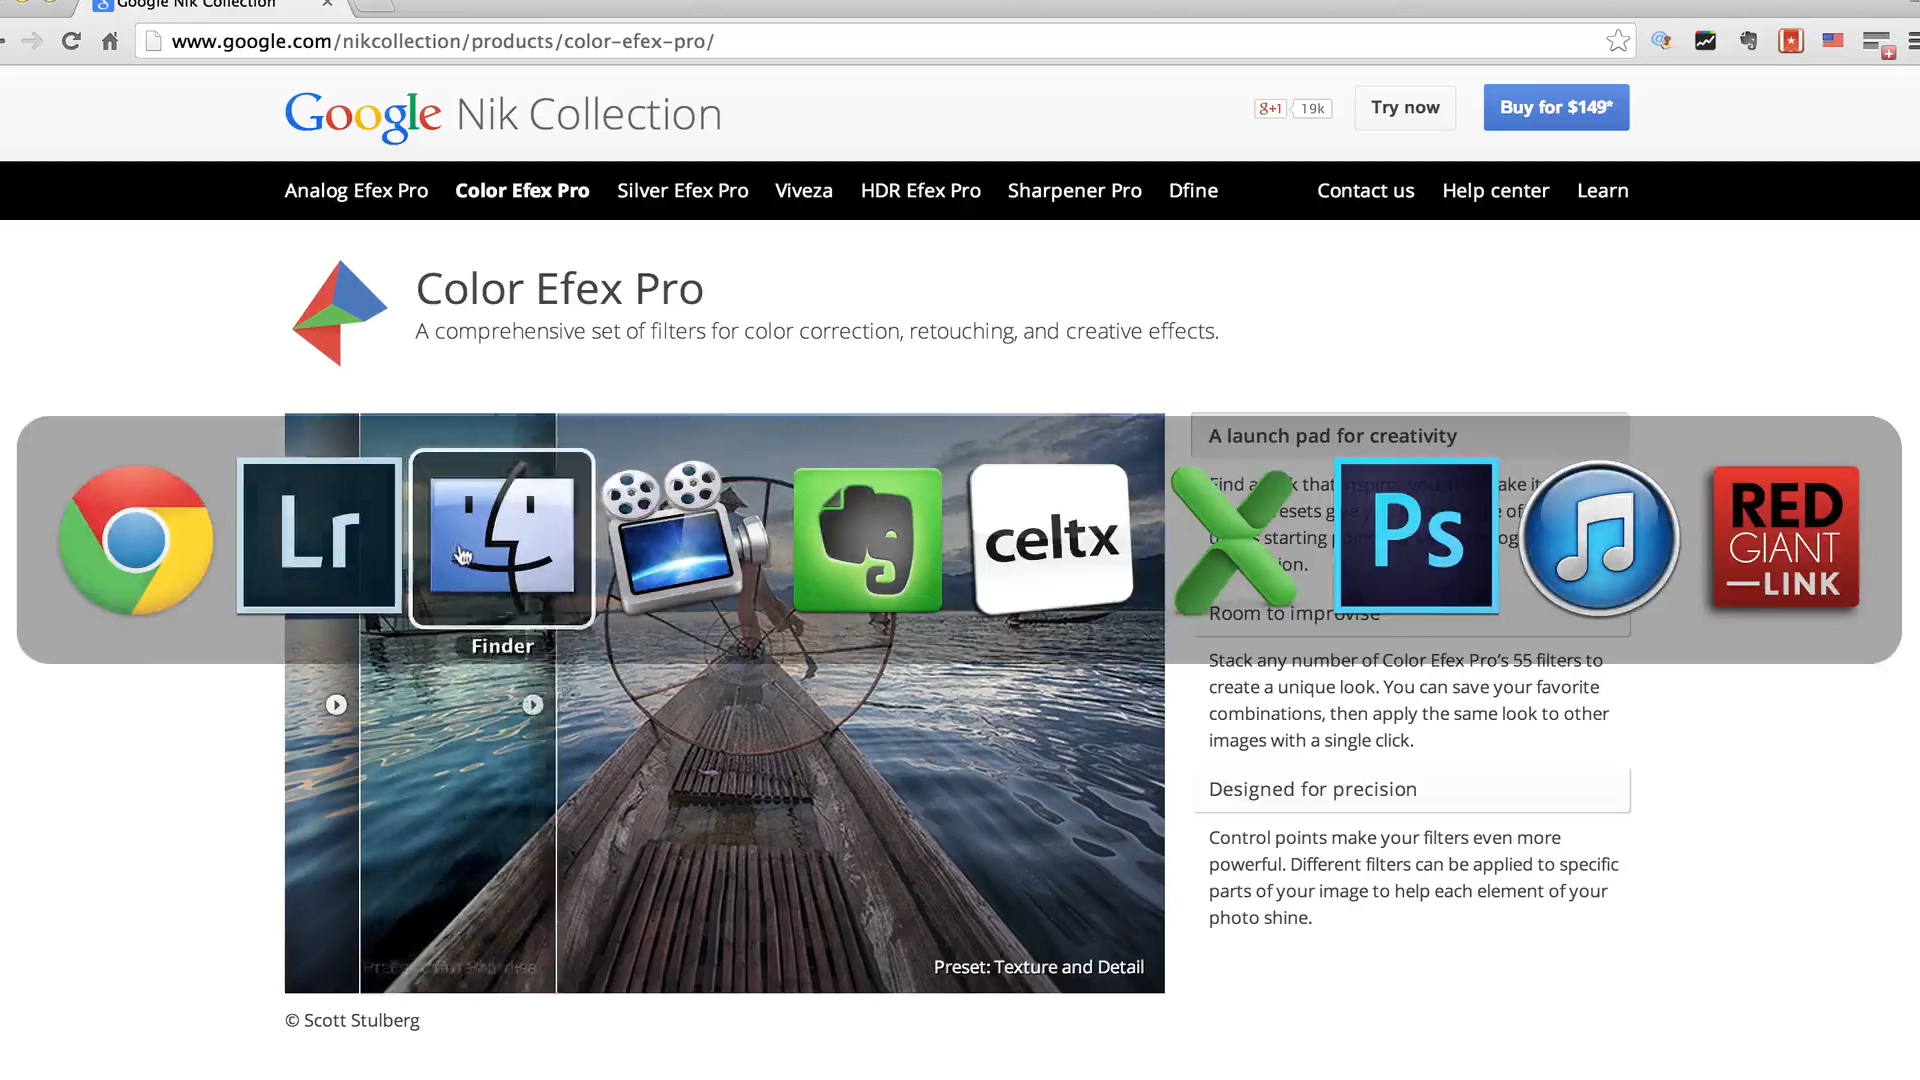 Google Nik Collection
www.google.com/nikcollection/products/color-efex-pro/
Google Nik Collection
g+1 19k Try now Buy for $149*
Analog Efex Pro Color Efex Pro Silver Efex Pro Viveza HDR Efex Pro Sharpener Pro Dfine Contact us Help center Learn
Color Efex Pro
A comprehensive set of filters for color correction, retouching, and creative effects.
A launch pad for creativity
Find a
Lr
celtx
Ps
RED
GIANT
—LINK
starting
Room to improvise
Finder
Stack any number of Color Efex Pro's 55 filters to
create a unique look. You can save your favorite
combinations, then apply the same look to other
images with a single click.
Designed for precision
Control points make your filters even more
powerful. Different filters can be applied to specific
parts of your image to help each element of your
photo shine.
Preset: Texture and Detail
© Scott Stulberg